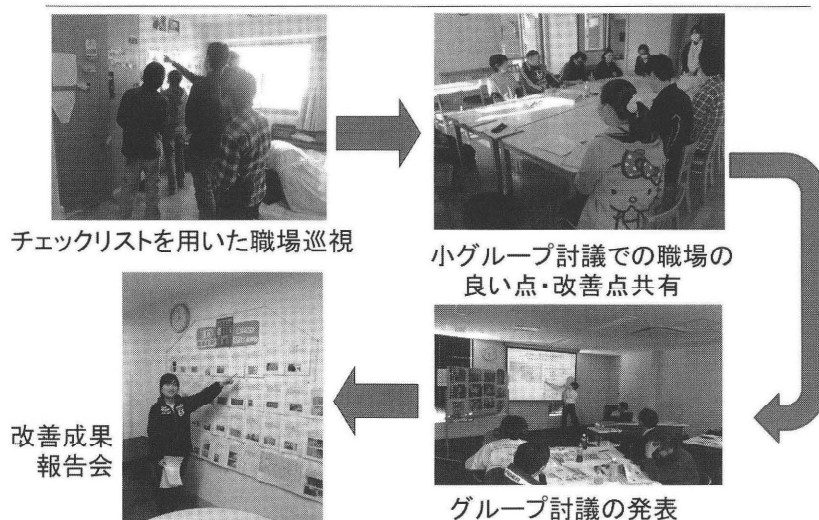 チェックリストを用いた職場巡視
小グループ討議での職場の
良い点・改善点共有
グループ討議の発表
改善成果
報告会